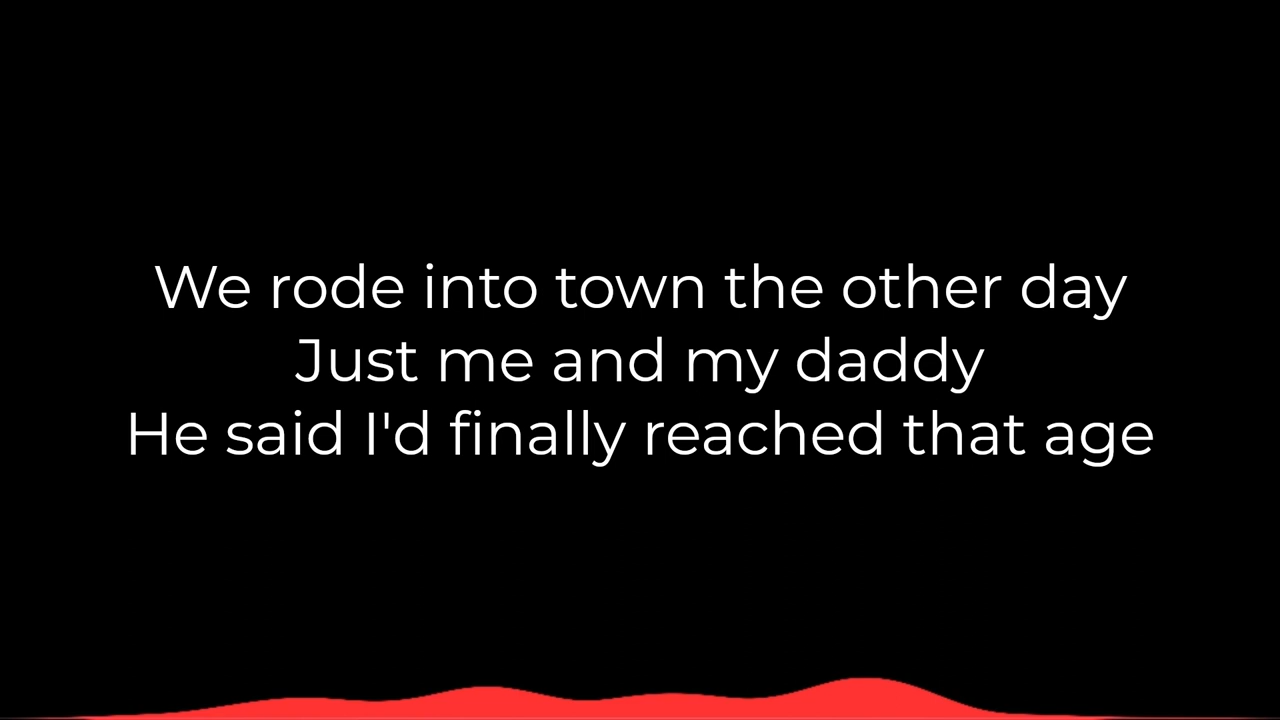 We rode into town the other day
Just me and my daddy
He said I'd finally reached that age